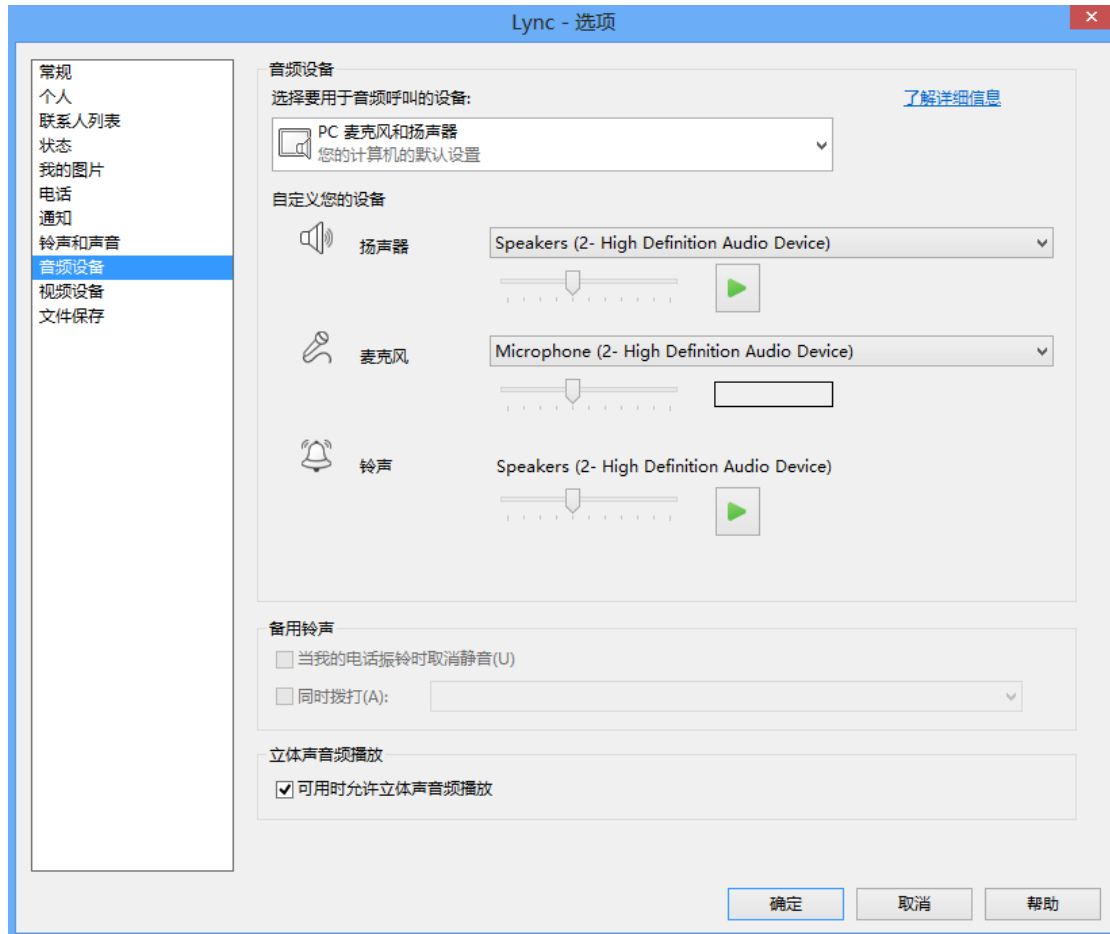 Lync - 选项
常规
个人
联系人列表
状态
我的图片
电话
通知
铃声和声音
音频设备
视频设备
文件保存
音频设备
选择要用于音频呼叫的设备:
了解详细信息
PC 麦克风和扬声器
您的计算机的默认设置
自定义您的设备
扬声器
Speakers (2- High Definition Audio Device)
麦克风
Microphone (2- High Definition Audio Device)
铃声
Speakers (2- High Definition Audio Device)
备用铃声
当我的电话振铃时取消静音(U)
同时拨打(A):
立体声音频播放
可用时允许立体声音频播放
确定
取消
帮助